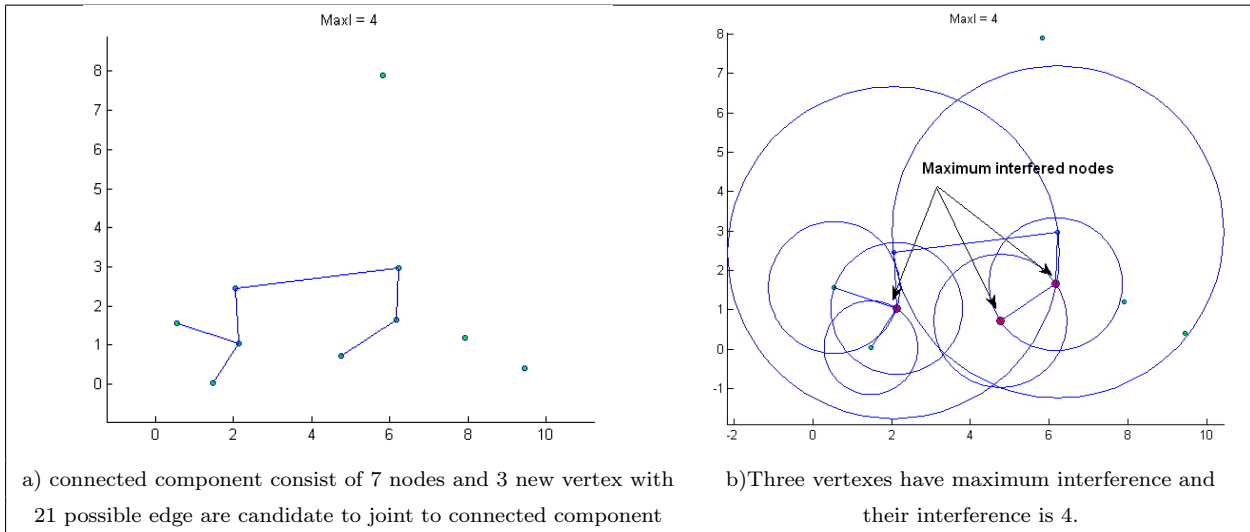 MaxI = 4
8
7
6
5
4
3
2
1
0
0 2 4 6 8 10
a) connected component consist of 7 nodes and 3 new vertex with
21 possible edge are candidate to joint to connected component
MaxI = 4
8
7
6
5
Maximum interfered nodes
4
3
2
1
0
-1
-2 0 2 4 6 8 10
b)Three vertexes have maximum interference and
their interference is 4.